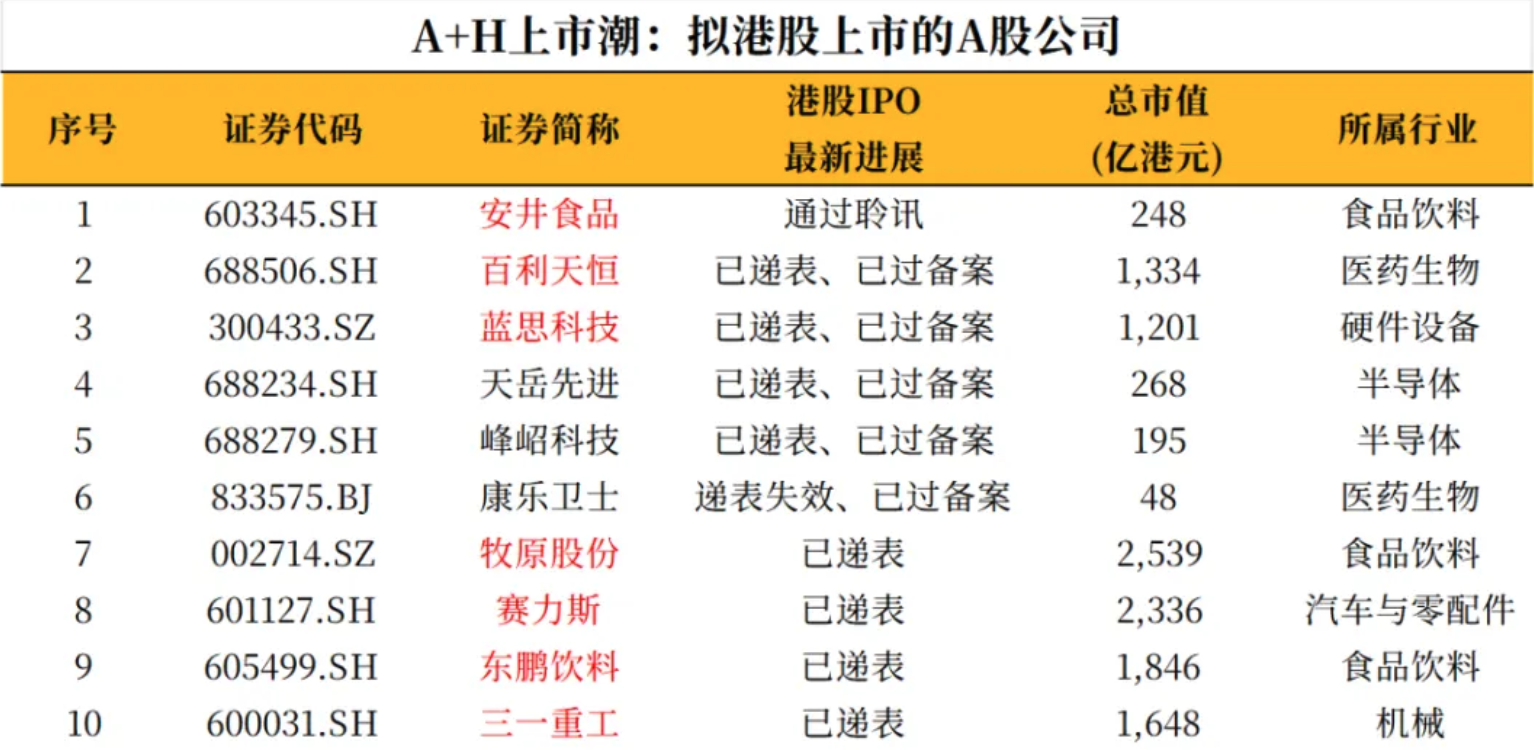 A+H上市潮：拟港股上市的A股公司
序号 证券代码 证券简称 港股IPO最新进展 总市值(亿港元) 所属行业
1 603345.SH 安井食品 通过聆讯 248 食品饮料
2 688506.SH 百利天恒 已递表、已过备案 1,334 医药生物
3 300433.SZ 蓝思科技 已递表、已过备案 1,201 硬件设备
4 688234.SH 天岳先进 已递表、已过备案 268 半导体
5 688279.SH 峰岹科技 已递表、已过备案 195 半导体
6 833575.BJ 康乐卫士 递表失效、已过备案 48 医药生物
7 002714.SZ 牧原股份 已递表 2,539 食品饮料
8 601127.SH 赛力斯 已递表 2,336 汽车与零配件
9 605499.SH 东鹏饮料 已递表 1,846 食品饮料
10 600031.SH 三一重工 已递表 1,648 机械